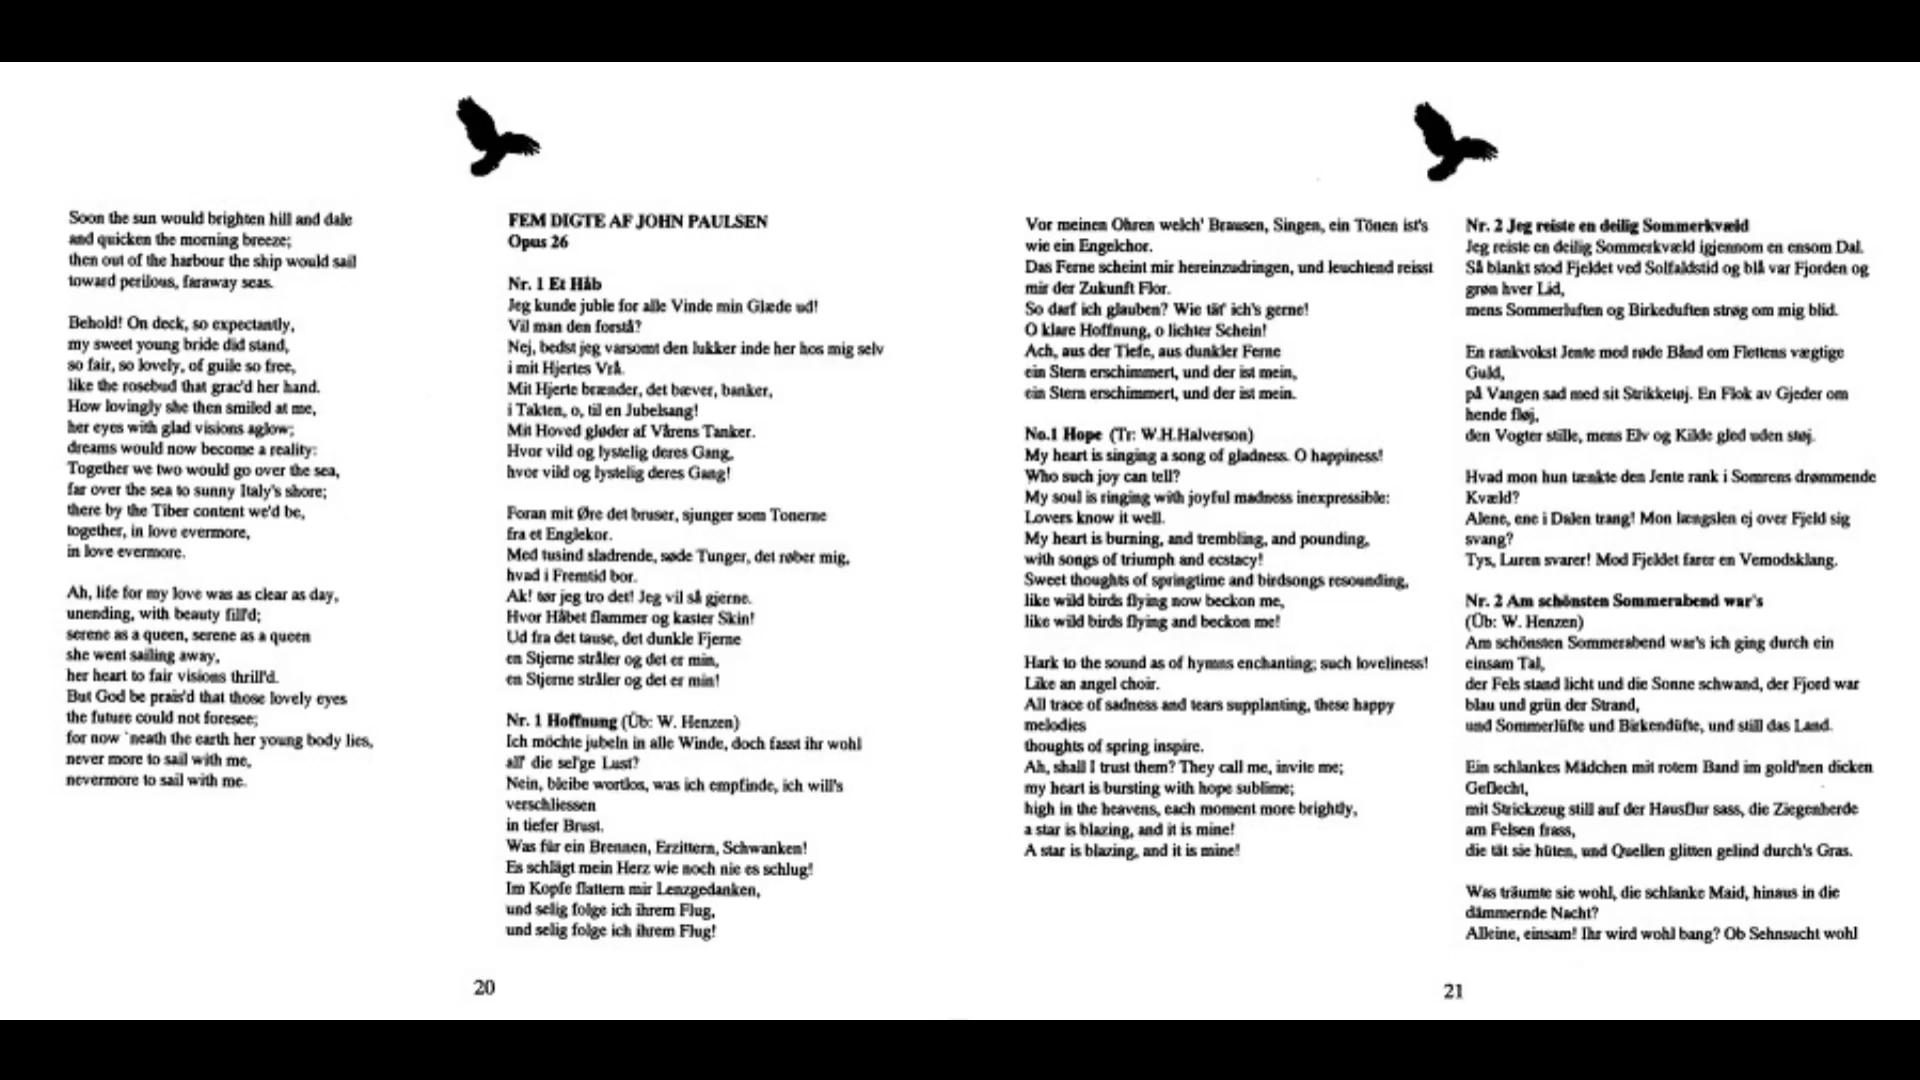 Soon the sun would brighten hill and dale
and quicken the morning breeze;
then out of the harbour the ship would sail
toward perilous, faraway seas.
Behold! On deck, so expectantly,
my sweet young bride did stand,
so fair, so lovely, of guile so free,
like the rosebud that grac'd her hand.
How lovingly she then smiled at me,
her eyes with glad visions aglow;
dreams would now become a reality:
Together we two would go over the sea,
far over the sea to sunny Italy's shore;
there by the Tiber content we'd be,
together, in love evermore,
in love evermore.
Ah, life for my love was as clear as day,
unending, with beauty fill'd;
serene as a queen, serene as a queen
she went sailing away,
her heart to fair visions thrill'd.
But God be prais'd that those lovely eyes
the future could not foresee;
for now `neath the earth her young body lies,
never more to sail with me,
nevermore to sail with me.
FEM DIGTE AF JOHN PAULSEN
Opus 26
Nr. 1 Et Håb
Jeg kunde juble for alle Vinde min Glæde ud!
Vil man den forstå?
Nej, bedst jeg varsomt den lukker inde her hos mig selv
i mit Hjertes Vrå.
Mit Hjerte brænder, det bæver, banker,
i Takten, o, til en Jubelsang!
Mit Hoved gløder af Vårens Tanker.
Hvor vild og lystelig deres Gang,
hvor vild og lystelig deres Gang!
Foran mit Øre det bruser, sjunger som Tonerne
fra et Englekor.
Med tusind sladrende, søde Tunger, det røber mig,
hvad i Fremtid bor.
Ak! tør jeg tro det! Jeg vil så gjerne.
Hvor Håbet flammer og kaster Skin!
Ud fra det tause, det dunkle Fjerne
en Stjerne stråler og det er min,
en Stjerne stråler og det er min!
Nr. 1 Hoffnung (Üb: W. Henzen)
Ich möchte jubeln in alle Winde, doch fasst ihr wohl
all' die sel'ge Lust?
Nein, bleibe wortlos, was ich empfinde, ich will's
verschliessen
in tiefer Brust.
Was für ein Brennen, Erzittern, Schwanken!
Es schlägt mein Herz wie noch nie es schlug!
Im Kopfe flattern mir Lenzgedanken,
und selig folge ich ihrem Flug,
und selig folge ich ihrem Flug!
20
Vor meinen Ohren welch' Brausen, Singen, ein Tönen ist's
wie ein Engelchor.
Das Ferne scheint mir hereinzudringen, und leuchtend reisst
mir der Zukunft Flor.
So darf ich glauben? Wie tät' ich's gerne!
O klare Hoffnung, o lichter Schein!
Ach, aus der Tiefe, aus dunkler Ferne
ein Stern erschimmert, und der ist mein,
ein Stern erschimmert, und der ist mein.
No.1 Hope (Tr: W.H.Halverson)
My heart is singing a song of gladness. O happiness!
Who such joy can tell?
My soul is ringing with joyful madness inexpressible:
Lovers know it well.
My heart is burning, and trembling, and pounding,
with songs of triumph and ecstacy!
Sweet thoughts of springtime and birdsongs resounding,
like wild birds flying now beckon me,
like wild birds flying and beckon me!
Hark to the sound as of hymns enchanting; such loveliness!
Like an angel choir.
All trace of sadness and tears supplanting, these happy
melodies
thoughts of spring inspire.
Ah, shall I trust them? They call me, invite me;
my heart is bursting with hope sublime;
high in the heavens, each moment more brightly,
a star is blazing, and it is mine!
A star is blazing, and it is mine!
Nr. 2 Jeg reiste en deilig Sommerkvæld
Jeg reiste en deilig Sommerkvæld igjennom en ensom Dal.
Så blankt stod Fjeldet ved Solfaldstid og blå var Fjorden og
grøn hver Lid,
mens Sommerluften og Birkeduften strøg om mig blid.
En rankvokst Jente med røde Bånd om Flettens vægtige
Guld,
på Vangen sad med sit Strikketøj. En Flok av Gjeder om
hende fløj,
den Vogter stille, mens Elv og Kilde gled uden støj.
Hvad mon hun tænkte den Jente rank i Somrens drømmende
Kvæld?
Alene, ene i Dalen trang! Mon længslen ej over Fjeld sig
svang?
Tys, Luren svarer! Mod Fjeldet farer en Vemodsklang.
Nr. 2 Am schönsten Sommerabend war's
(Üb: W. Henzen)
Am schönsten Sommerabend war's ich ging durch ein
einsam Tal,
der Fels stand licht und die Sonne schwand, der Fjord war
blau und grün der Strand,
und Sommerlüfte und Birkendüfte, und still das Land.
Ein schlankes Mädchen mit rotem Band im gold'nen dicken
Geflecht,
mit Strickzeug still auf der Hausflur sass, die Ziegenherde
am Felsen frass,
die tät sie hüten, und Quellen glitten gelind durch's Gras.
Was träumte sie wohl, die schlanke Maid, hinaus in die
dämmernde Nacht?
Alleine, einsam! Ihr wird wohl bang? Ob Sehnsucht wohl
21